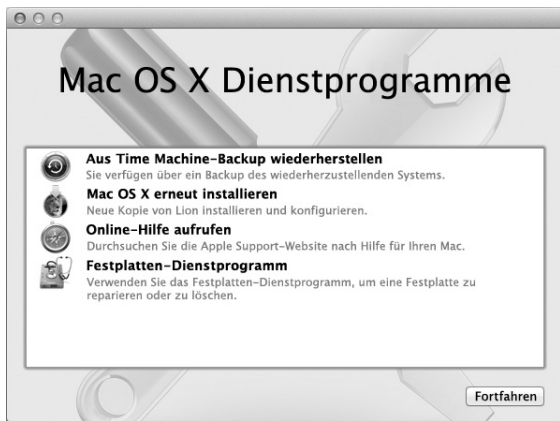 Mac OS X Dienstprogramme
Aus Time Machine-Backup wiederherstellen
Sie verfügen über ein Backup des wiederherzustellenden Systems.
Mac OS X erneut installieren
Neue Kopie von Lion installieren und konfigurieren.
Online-Hilfe aufrufen
Durchsuchen Sie die Apple Support-Website nach Hilfe für Ihren Mac.
Festplatten-Dienstprogramm
Verwenden Sie das Festplatten-Dienstprogramm, um eine Festplatte zu
reparieren oder zu löschen.
Fortfahren